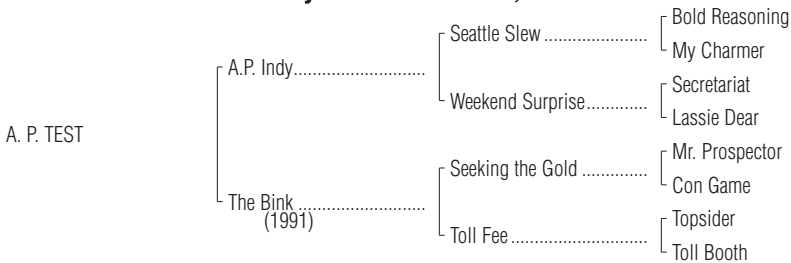 Bold Reasoning
Seattle Slew ......................
My Charmer
A.P. Indy............................
Secretariat
Weekend Surprise.............
Lassie Dear
A. P. TEST
Mr. Prospector
Seeking the Gold ..............
Con Game
The Bink ...........................
(1991)
Topsider
Toll Fee .............................
Toll Booth